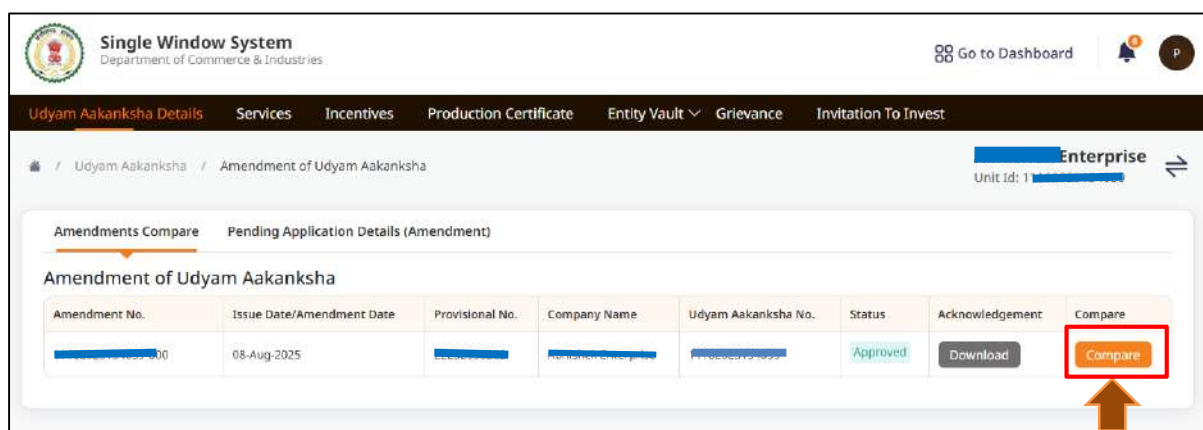 Single Window System
Department of Commerce & Industries
Go to Dashboard
P
Udyam Aakanksha Details Services Incentives Production Certificate Entity Vault Grievance Invitation To Invest
/ Udyam Aakanksha / Amendment of Udyam Aakanksha
Enterprise
Unit Id: 11
Amendments Compare Pending Application Details (Amendment)
Amendment of Udyam Aakanksha
Amendment No. Issue Date/Amendment Date Provisional No. Company Name Udyam Aakanksha No. Status Acknowledgement Compare
00 08-Aug-2025 Approved Download Compare